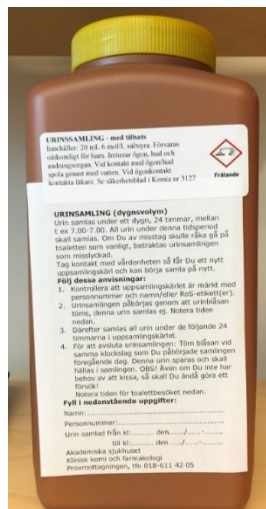 URINSSAMLING - med tillsats
Innehåller: 20 mL 6 mol/L saltsyra. Förvaras
oåtkomligt för barn. Irriterar ögon, hud och
andningsorgan. Vid kontakt med ögon/hud
spola genast med vatten. Vid ögonkontakt
kontakta läkare. Se säkerhetsblad i Kemia nr 3127
Frätande
URINSAMLING (dygnsvolym)
Urin samlas under ett dygn, 24 timmar, mellan
t ex 7.00-7.00. All urin under denna tidsperiod
skall samlas. Om Du av misstag skulle råka gå på
toaletten som vanligt, betraktas urinsamlingen
som misslyckad.
Tag kontakt med vårdenheten så får Du ett nytt
uppsamlingskärl och kan börja samla på nytt.
Följ dessa anvisningar:
1. Kontrollera att uppsamlingskärlet är märkt med
personnummer och namn/eller RoS-etikett(er).
2. Urinsamlingen påbörjas genom att urinblåsan
töms, denna urin samlas ej. Notera tiden
nedan.
3. Därefter samlas all urin under de följande 24
timmarna i uppsamlingskärlet.
4. För att avsluta urinsamlingen: Töm blåsan vid
samma klockslag som Du påbörjade samlingen
föregående dag. Denna urin sparas och skall
hällas i samlingen. OBS! Även om Du inte har
behov av att kissa, så skall Du ändå göra ett
försök!
Notera tiden för toalettbesöket nedan.
Fyll i nedanstående uppgifter:
Namn:..............................
Personnummer:..............................
Urin samlad från kl: ......... den....../......-.........
till kl: ......... den....../......-.........
Akademiska sjukhuset
Klinisk kemi och farmakologi
Provmottagningen, tfn 018-611 42 05